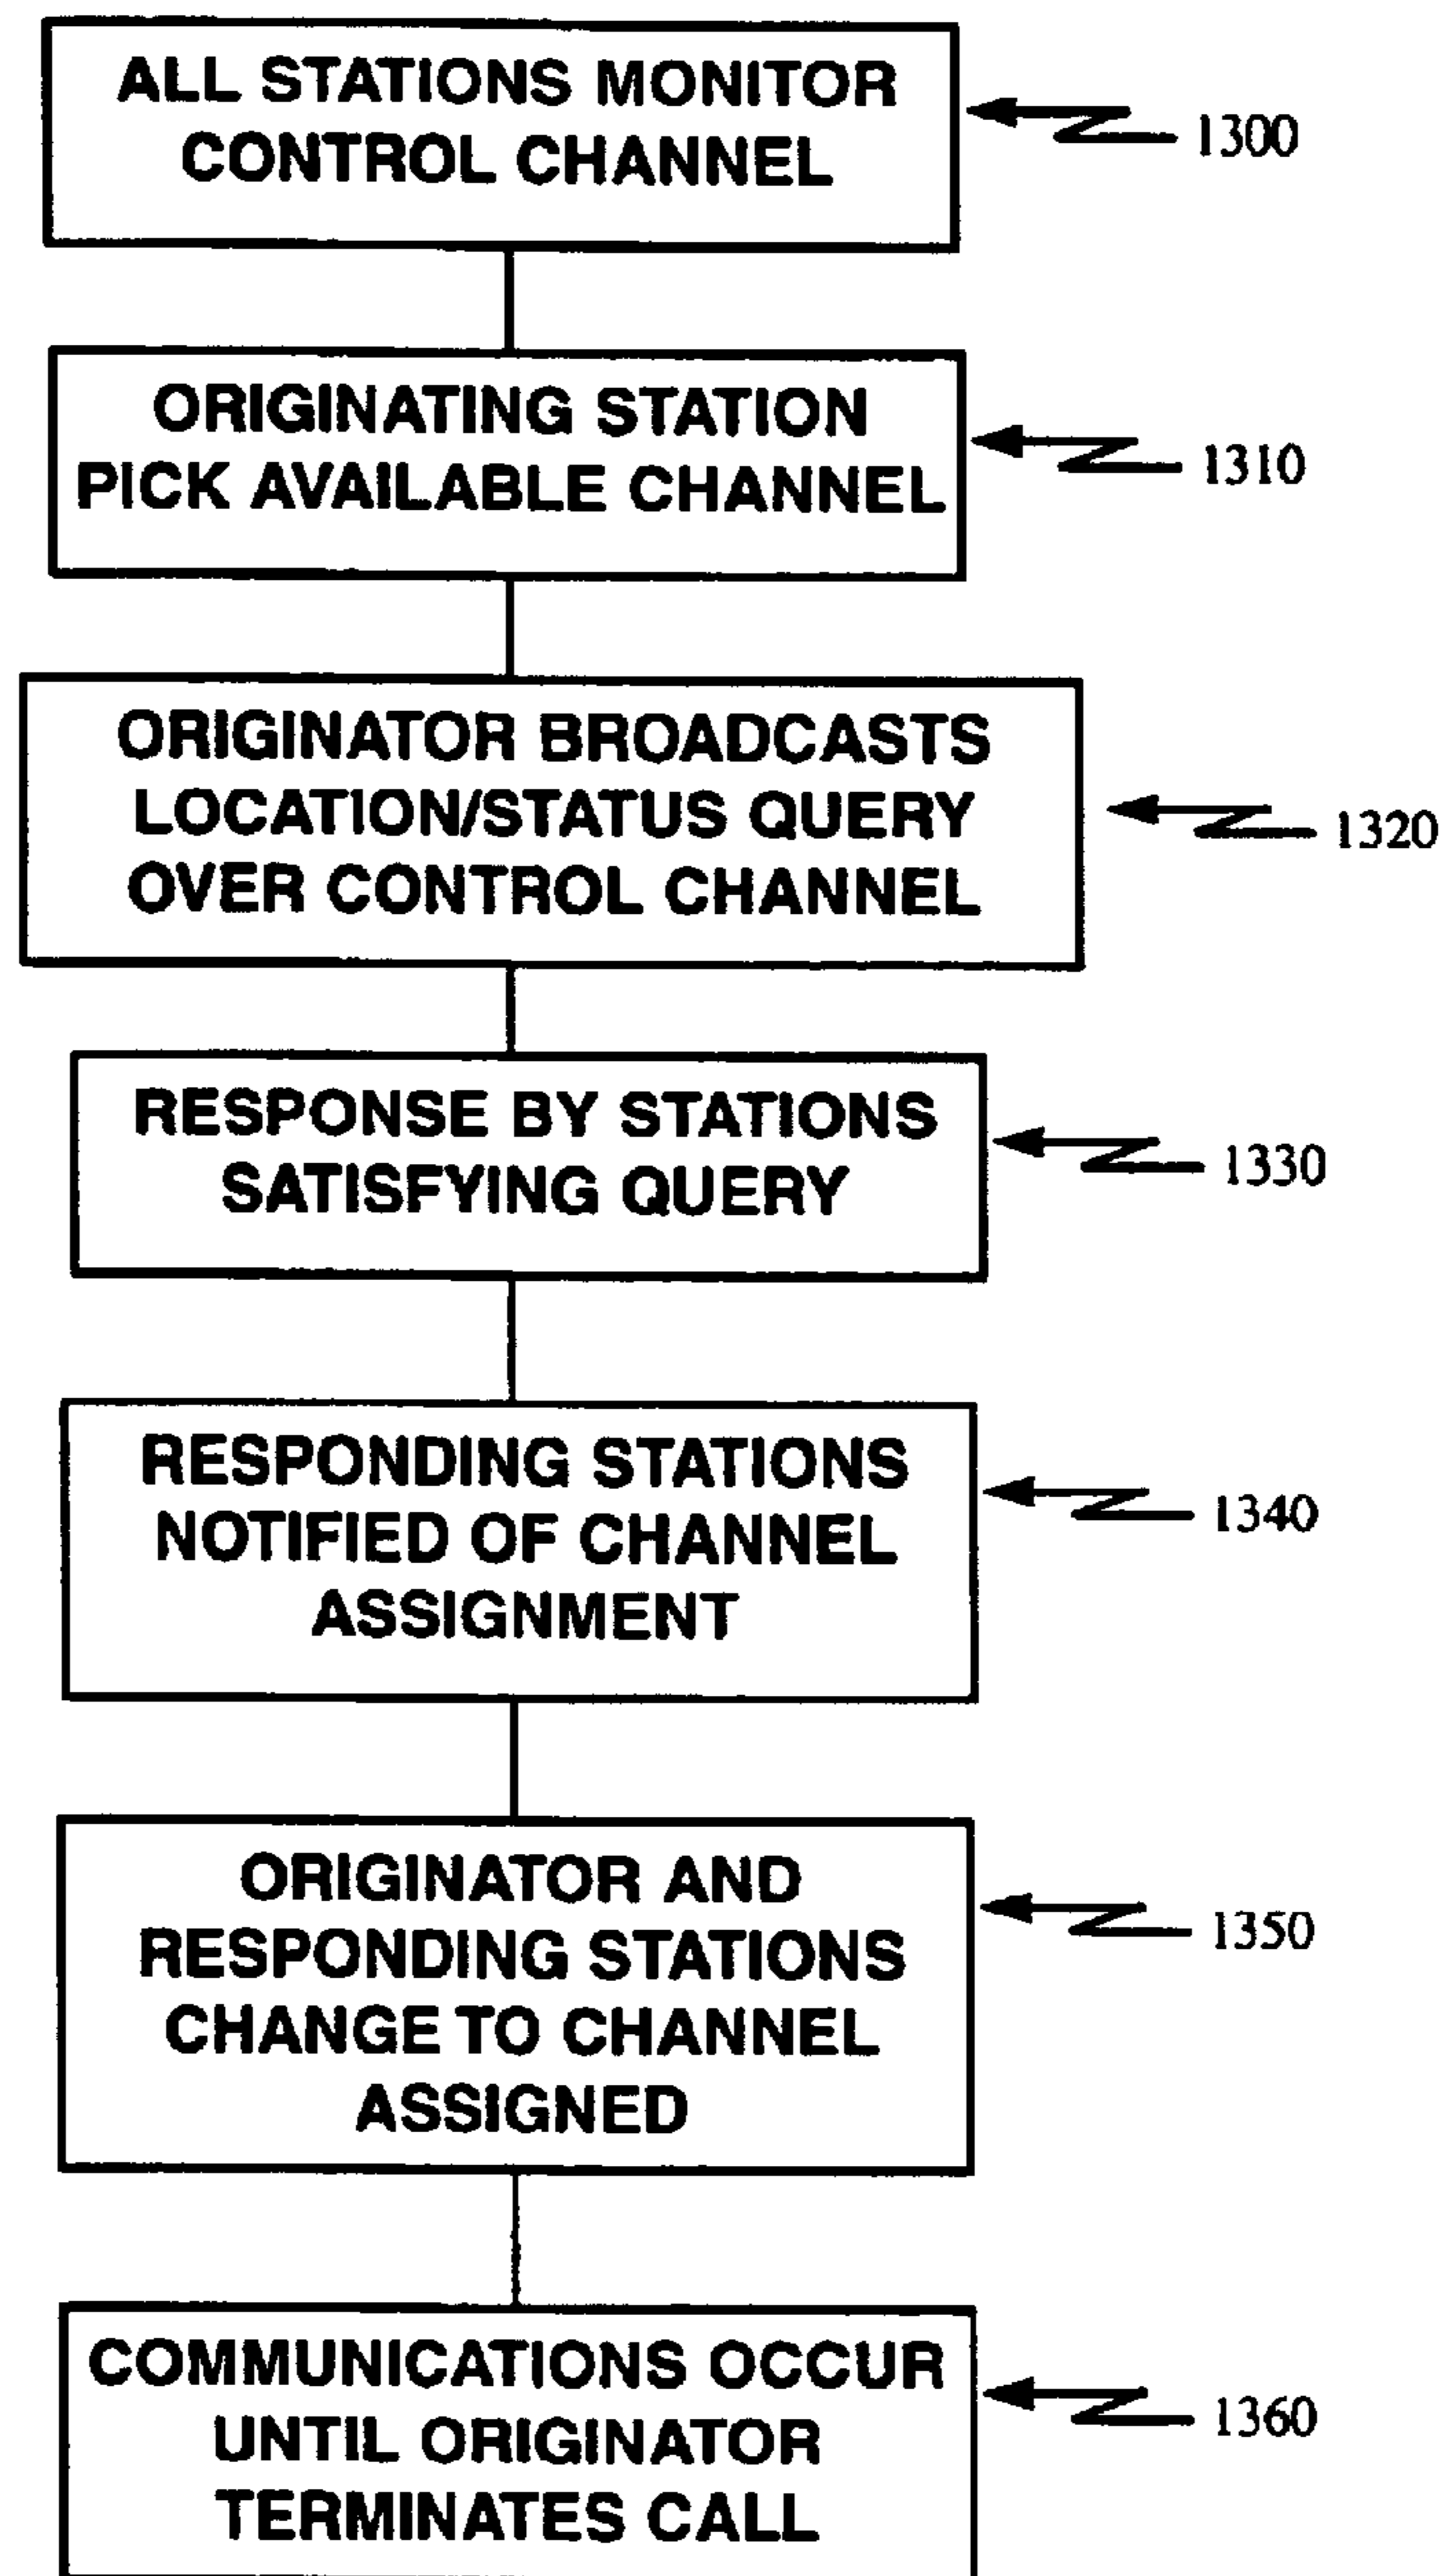 ALL STATIONS MONITOR
CONTROL CHANNEL
1300
ORIGINATING STATION
PICK AVAILABLE CHANNEL
1310
ORIGINATOR BROADCASTS
LOCATION/STATUS QUERY
OVER CONTROL CHANNEL
1320
RESPONSE BY STATIONS
SATISFYING QUERY
1330
RESPONDING STATIONS
NOTIFIED OF CHANNEL
ASSIGNMENT
1340
ORIGINATOR AND
RESPONDING STATIONS
CHANGE TO CHANNEL
ASSIGNED
1350
COMMUNICATIONS OCCUR
UNTIL ORIGINATOR
TERMINATES CALL
1360